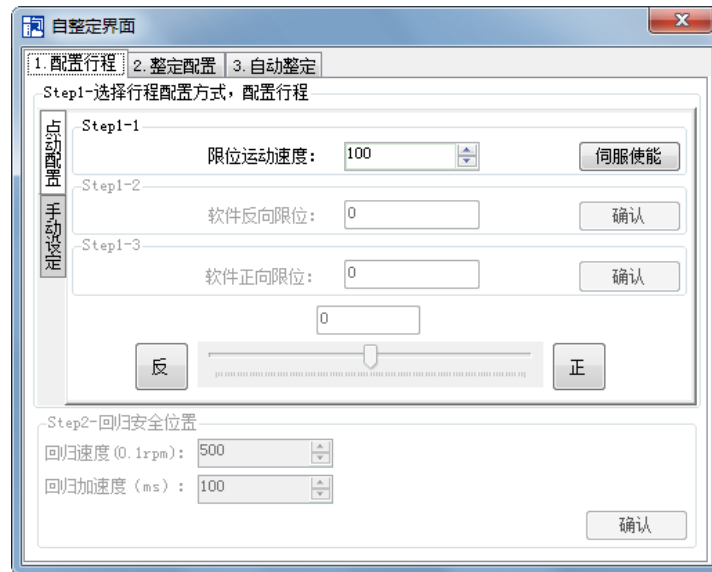 自整定界面
1.配置行程 2.整定配置 3.自动整定
Step1-选择行程配置方式，配置行程
点动配置
手动设定
Step1-1
限位运动速度： 100 伺服使能
Step1-2
软件反向限位： 0 确认
Step1-3
软件正向限位： 0 确认
0
反 正
Step2-回归安全位置
回归速度(0.1rpm): 500
回归加速度（ms）: 100
确认